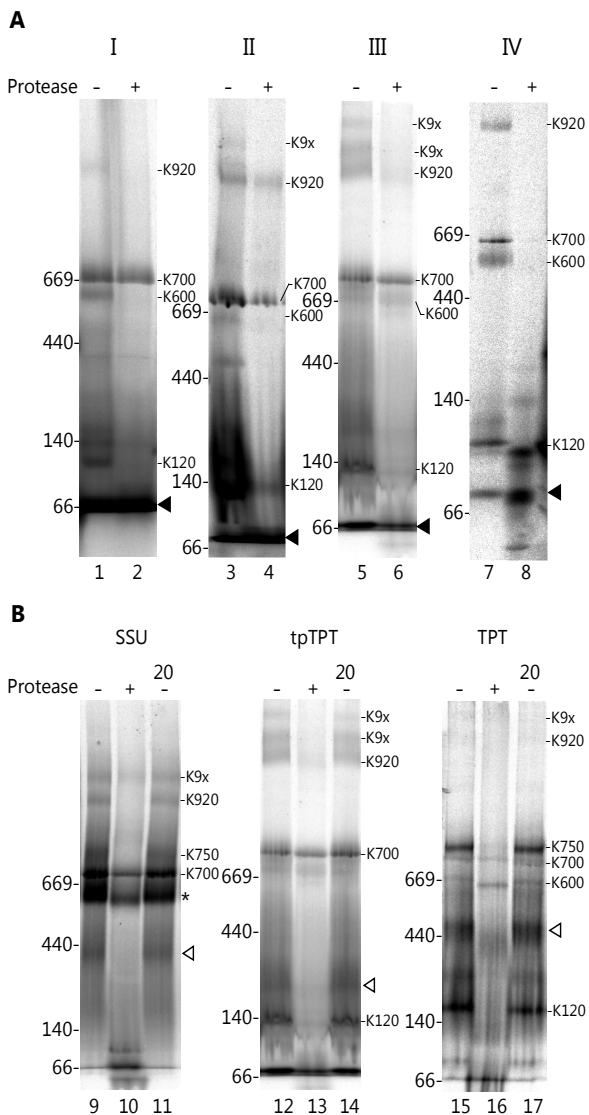 A
I II III IV
Protease - + - + - + - +
-K920
669-
-K700
-K600
440-
140-
-K120
66-
1 2
-K9x
-K920
K700
669-
-K600
440-
140-
-K120
66-
3 4
-K9x
-K9x
-K920
-K700
669-
-K600
440-
140-
-K120
66-
5 6
-K920
669-
-K700
-K600
440-
140-
-K120
66-
7 8
B
SSU tpTPT TPT
20 20 20
Protease - + - - + - - + -
-K9x
-K920
-K750
-K700
669-
*
440-
140-
66-
9 10 11
-K9x
-K9x
-K920
-K700
669-
440-
140-
-K120
66-
12 13 14
-K9x
-K920
-K750
-K700
669-
-K600
440-
-K120
140-
66-
15 16 17